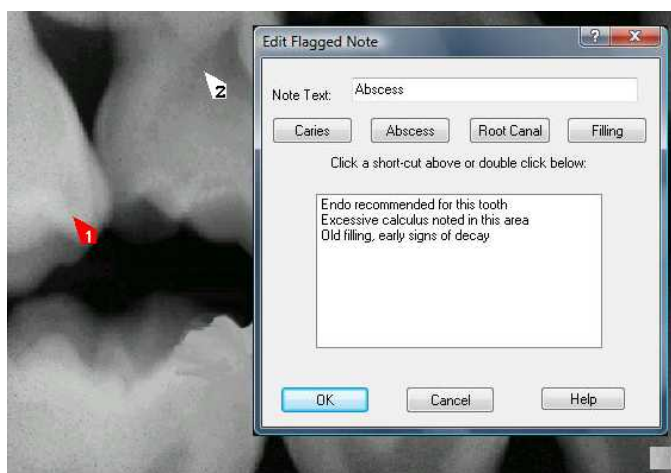 Edit Flagged Note
? X
Note Text: Abscess
Caries Abscess Root Canal Filling
Click a short-cut above or double click below:
Endo recommended for this tooth
Excessive calculus noted in this area
Old filling, early signs of decay
OK Cancel Help
2
1